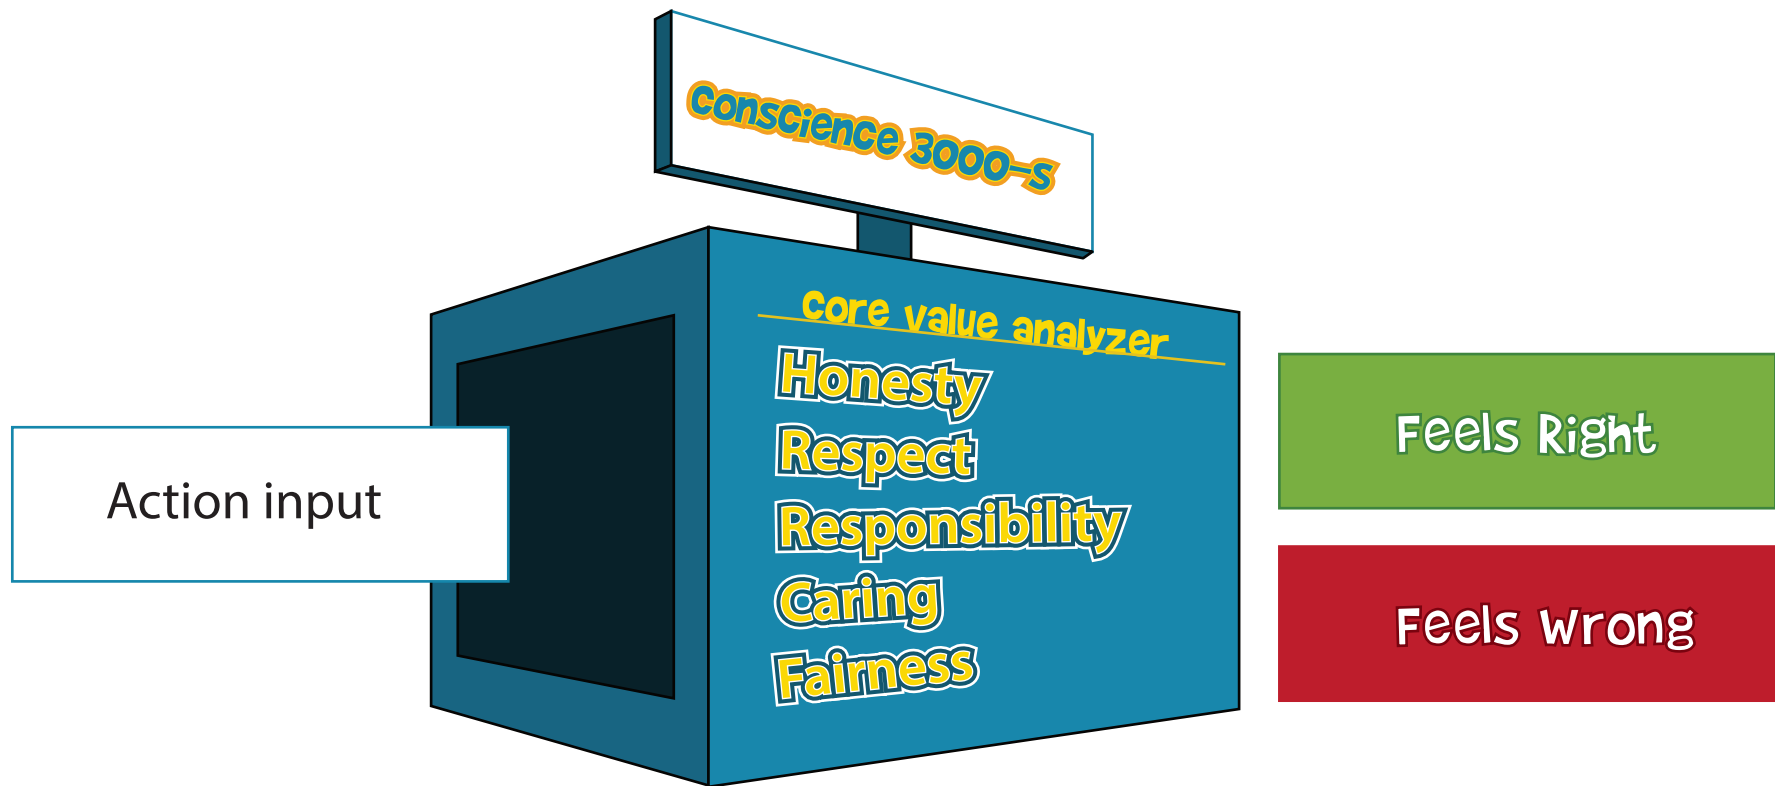 conscience 3000-s
core value analyzer
Honesty
Respect
Responsibility
Caring
Fairness
Action input
Feels Right
Feels Wrong